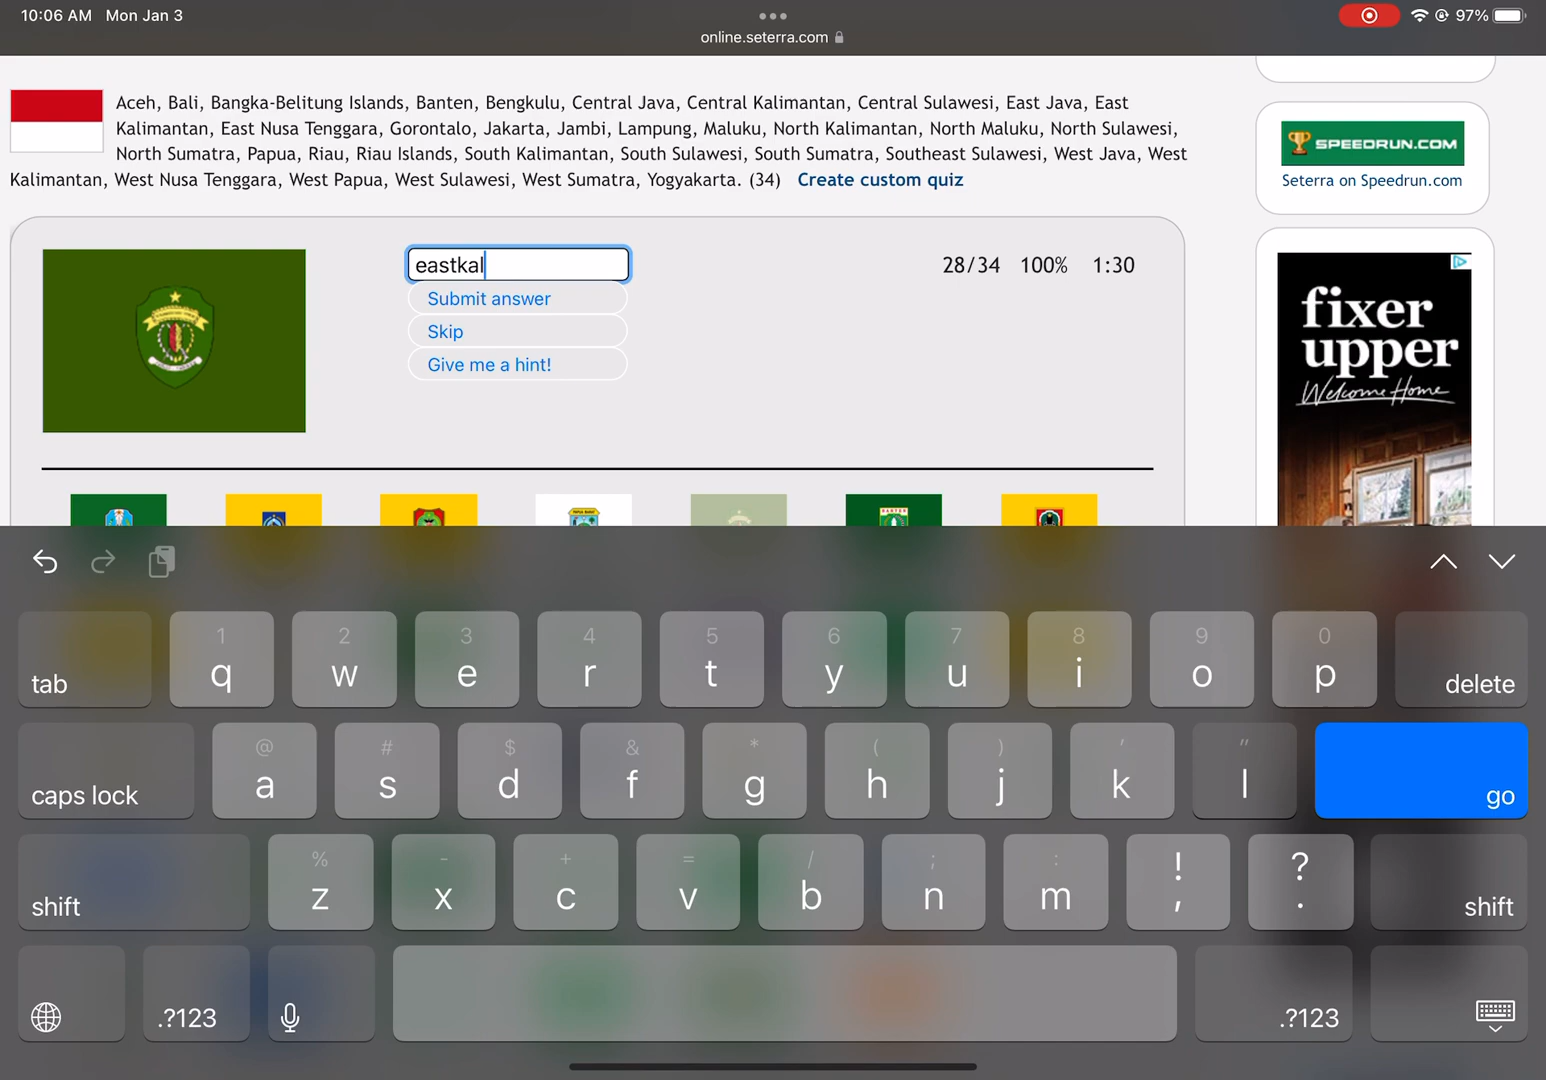 10:06 AM Mon Jan 3
97%
online.seterra.com
Aceh, Bali, Bangka-Belitung Islands, Banten, Bengkulu, Central Java, Central Kalimantan, Central Sulawesi, East Java, East
Kalimantan, East Nusa Tenggara, Gorontalo, Jakarta, Jambi, Lampung, Maluku, North Kalimantan, North Maluku, North Sulawesi,
North Sumatra, Papua, Riau, Riau Islands, South Kalimantan, South Sulawesi, South Sumatra, Southeast Sulawesi, West Java, West
Kalimantan, West Nusa Tenggara, West Papua, West Sulawesi, West Sumatra, Yogyakarta. (34) Create custom quiz
SPEEDRUN.COM
Seterra on Speedrun.com
eastkal
28/34 100% 1:30
Submit answer
Skip
Give me a hint!
fixer
upper
Welcome Home
PAPUA BARAT
BANTEN
1 2 3 4 5 6 7 8 9 0
tab q w e r t y u i o p delete
@ # $ & * ( ) ' "
caps lock a s d f g h j k l go
% - + = / ; : ! ?
shift z x c v b n m , . shift
.?123 .?123